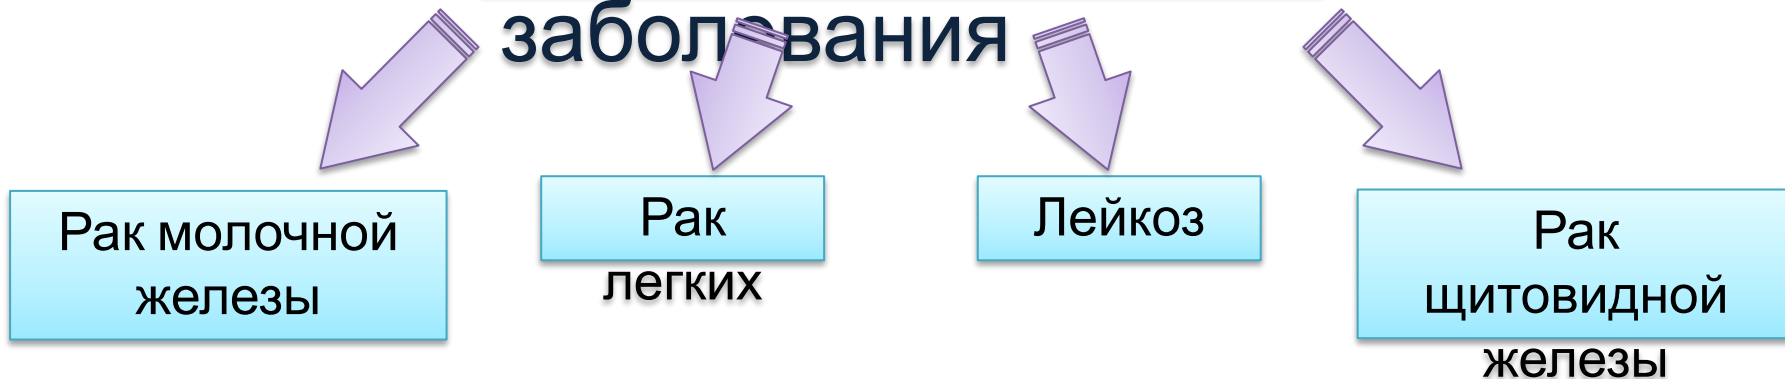 заболевания
Рак молочной
железы
Рак
легких
Лейкоз
Рак
щитовидной
железы